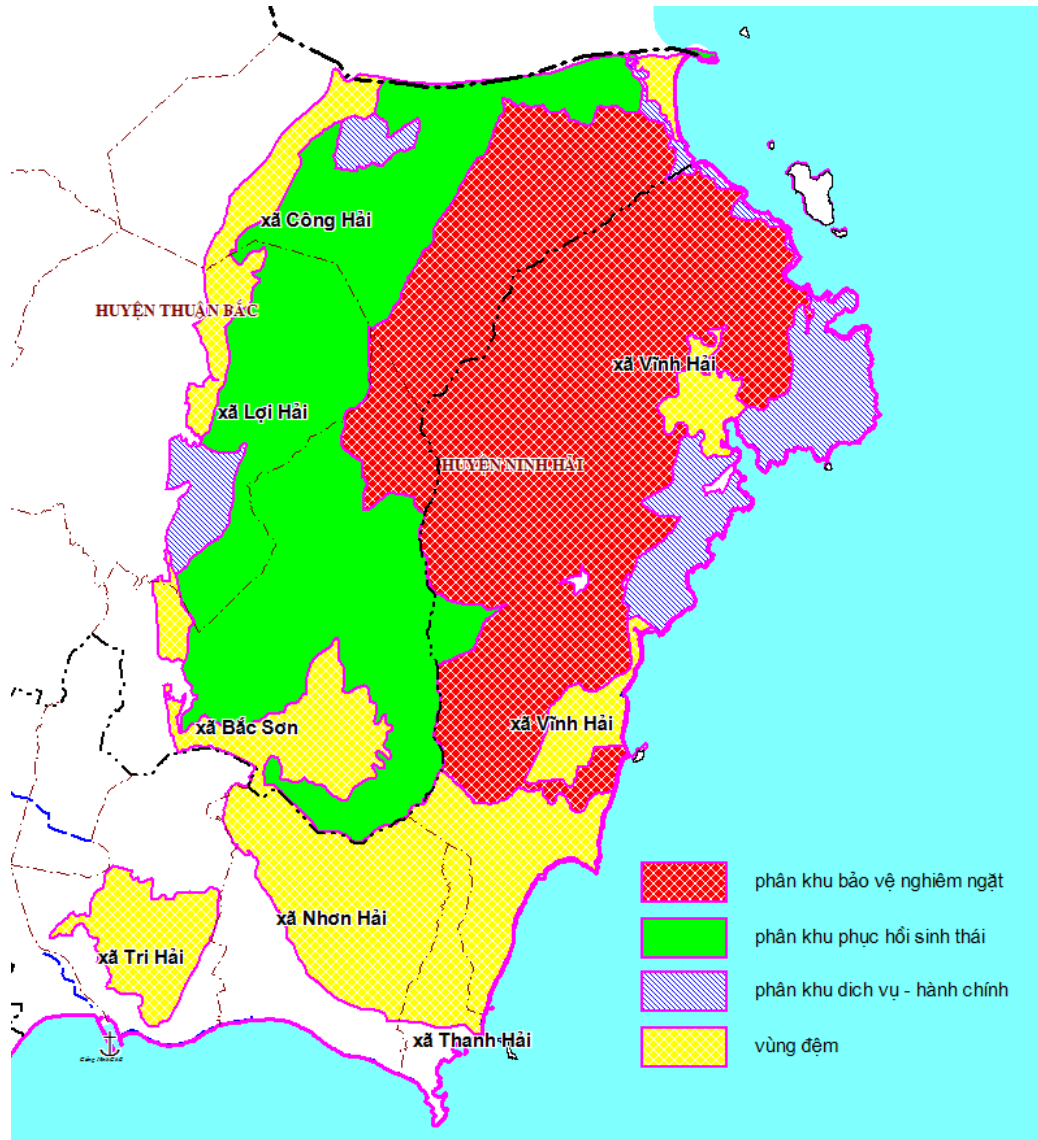 xã Công Hải
HUYỆN THUẬN BẮC
xã Vĩnh Hải
xã Lợi Hải
HUYỆN NINH HẢI
xã Bắc Sơn
xã Vĩnh Hải
phân khu bảo vệ nghiêm ngặt
xã Nhơn Hải
phân khu phục hồi sinh thái
xã Tri Hải
phân khu dich vụ - hành chính
xã Thanh Hải
vùng đệm